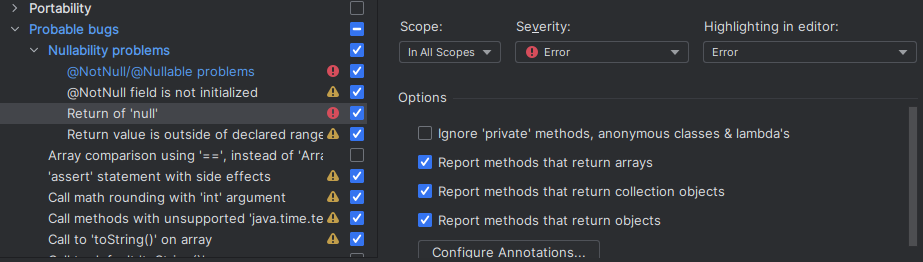 Portability
Probable bugs
Nullability problems
@NotNull/@Nullable problems
@NotNull field is not initialized
Return of 'null'
Return value is outside of declared range
Array comparison using '==', instead of 'Arra
'assert' statement with side effects
Call math rounding with 'int' argument
Call methods with unsupported 'java.time.te
Call to 'toString()' on array
Scope:
Severity:
Highlighting in editor:
In All Scopes
Error
Error
Options
Ignore 'private' methods, anonymous classes & lambda's
Report methods that return arrays
Report methods that return collection objects
Report methods that return objects
Configure Annotations...